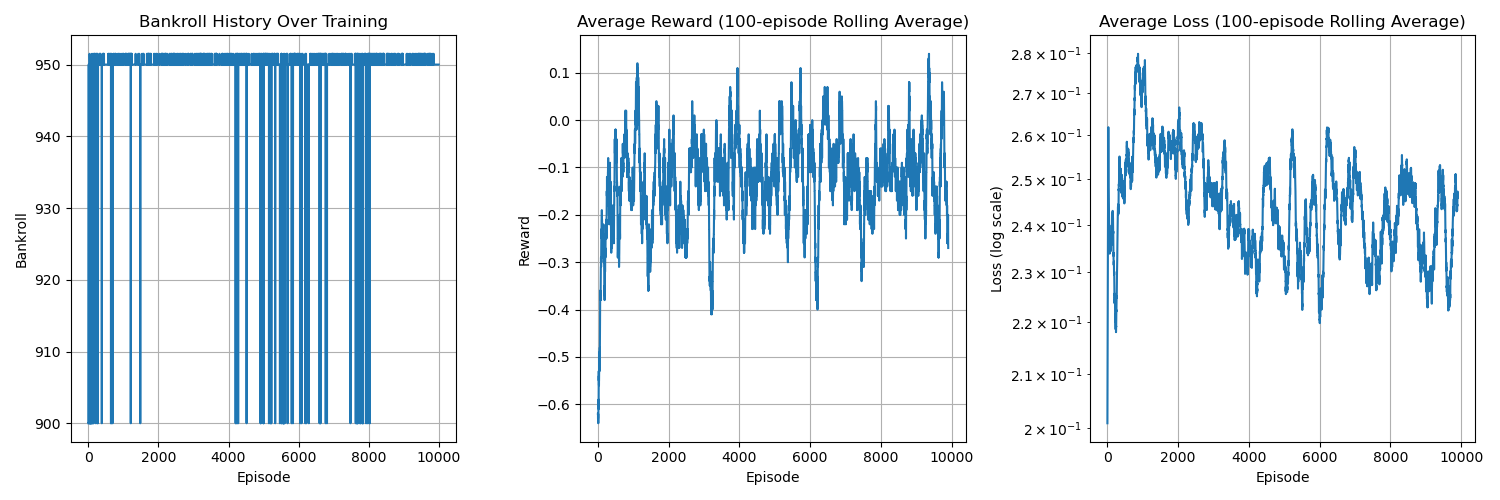 Bankroll History Over Training
Bankroll
950
940
930
920
910
900
0
2000
4000
6000
8000
10000
Episode
Average Reward (100-episode Rolling Average)
Reward
0.1
0.0
−0.1
−0.2
−0.3
−0.4
−0.5
−0.6
0
2000
4000
6000
8000
10000
Episode
Average Loss (100-episode Rolling Average)
Loss (log scale)
2.8 × 10⁻¹
2.7 × 10⁻¹
2.6 × 10⁻¹
2.5 × 10⁻¹
2.4 × 10⁻¹
2.3 × 10⁻¹
2.2 × 10⁻¹
2.1 × 10⁻¹
2 × 10⁻¹
0
2000
4000
6000
8000
10000
Episode